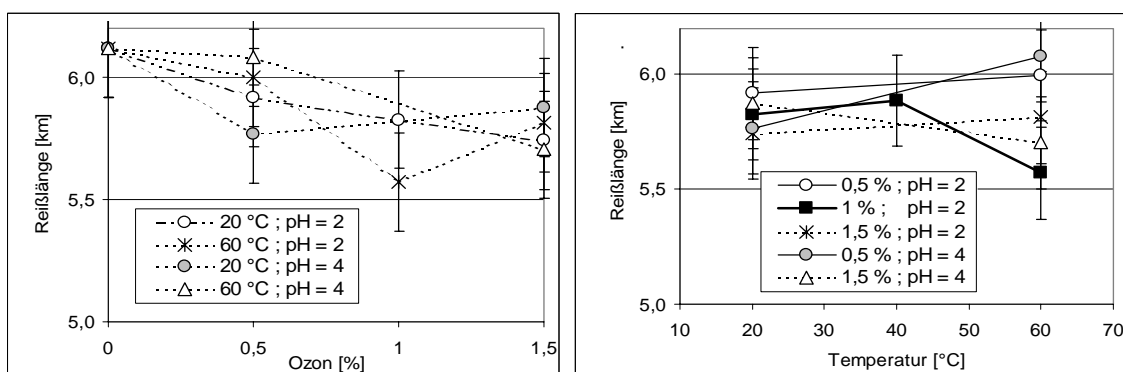 6,0
5,5
5,0
Reißlänge [km]
20 °C ; pH = 2
60 °C ; pH = 2
20 °C ; pH = 4
60 °C ; pH = 4
0 0,5 1 1,5
Ozon [%]
6,0
5,5
5,0
Reißlänge [km]
0,5 % ; pH = 2
1 % ; pH = 2
1,5 % ; pH = 2
0,5 % ; pH = 4
1,5 % ; pH = 4
10 20 30 40 50 60 70
Temperatur [°C]